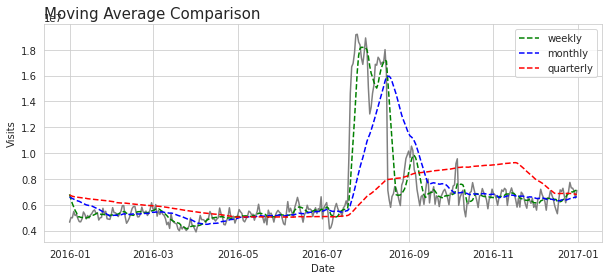 Moving Average Comparison
1e7
weekly
monthly
quarterly
1.8
1.6
1.4
1.2
1.0
0.8
0.6
0.4
Visits
2016-01
2016-03
2016-05
2016-07
2016-09
2016-11
2017-01
Date